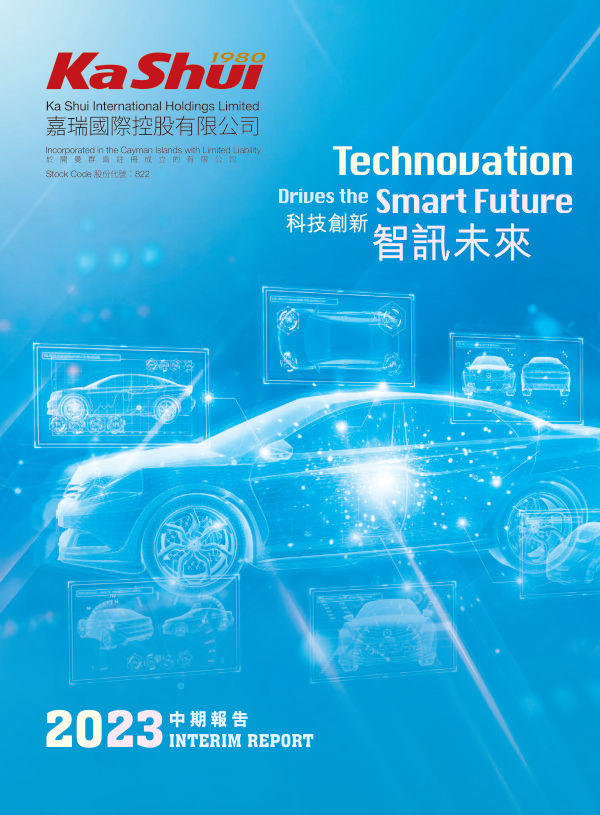 1980
Ka Shui
Ka Shui International Holdings Limited
嘉瑞國際控股有限公司
Incorporated in the Cayman Islands with Limited Liability
於開曼群島註冊成立的有限公司
Stock Code 股份代號：822
Technovation
Drives the Smart Future
科技創新 智訊未來
2023 中期報告
INTERIM REPORT